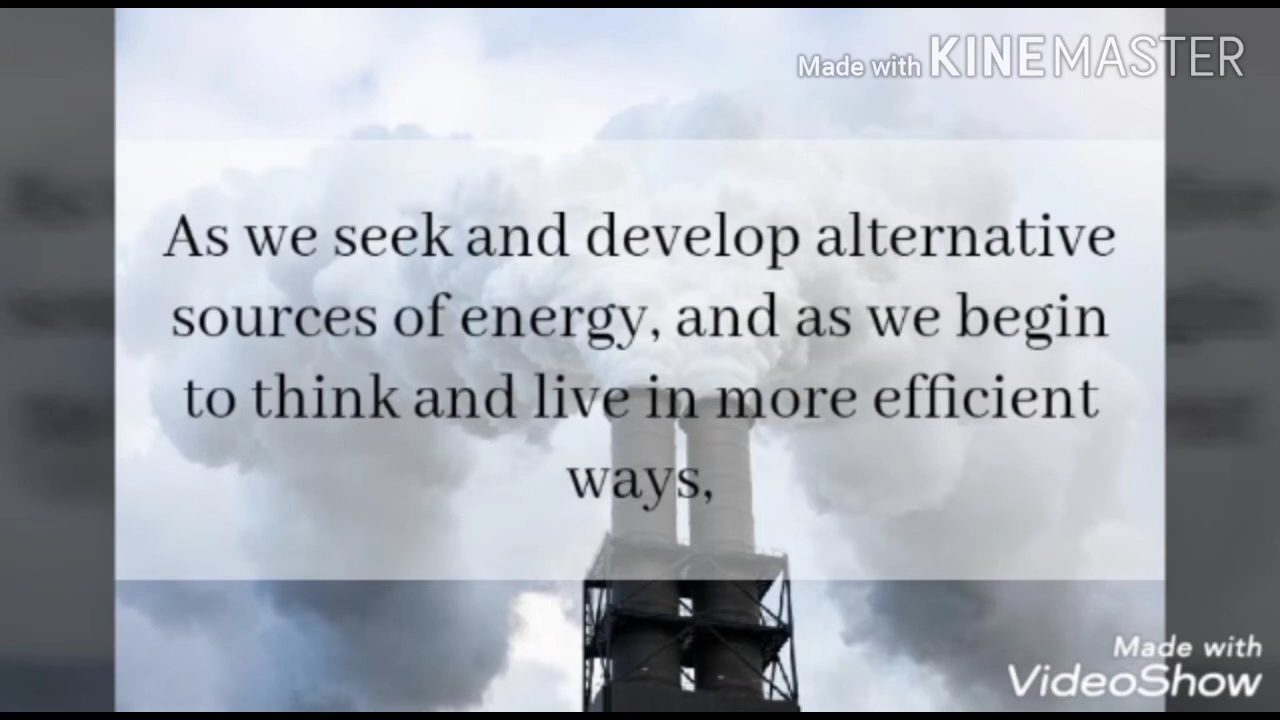 Made with KINEMASTER
As we seek and develop alternative
sources of energy, and as we begin
to think and live in more efficient
ways,
Made with
VideoShow